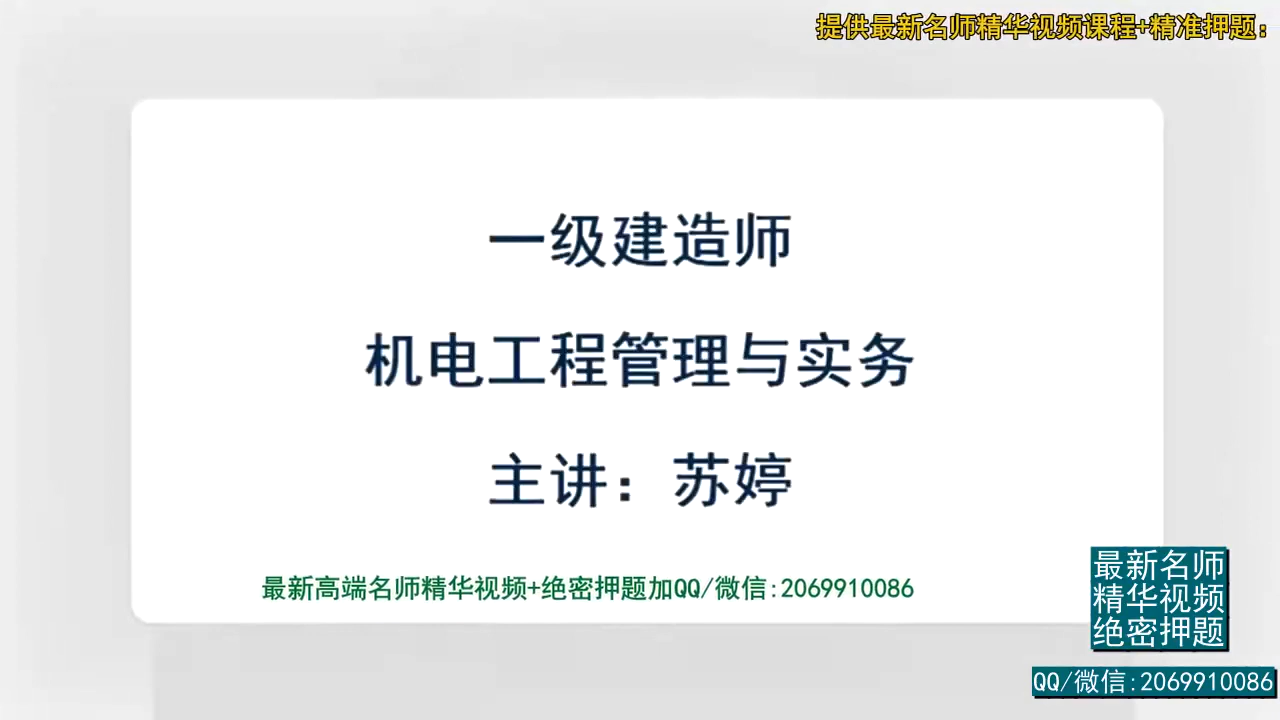 提供最新名师精华视频课程+精准押题：
一级建造师
机电工程管理与实务
主讲：苏婷
最新高端名师精华视频+绝密押题加QQ/微信:2069910086
最新名师
精华视频
绝密押题
QQ/微信:2069910086